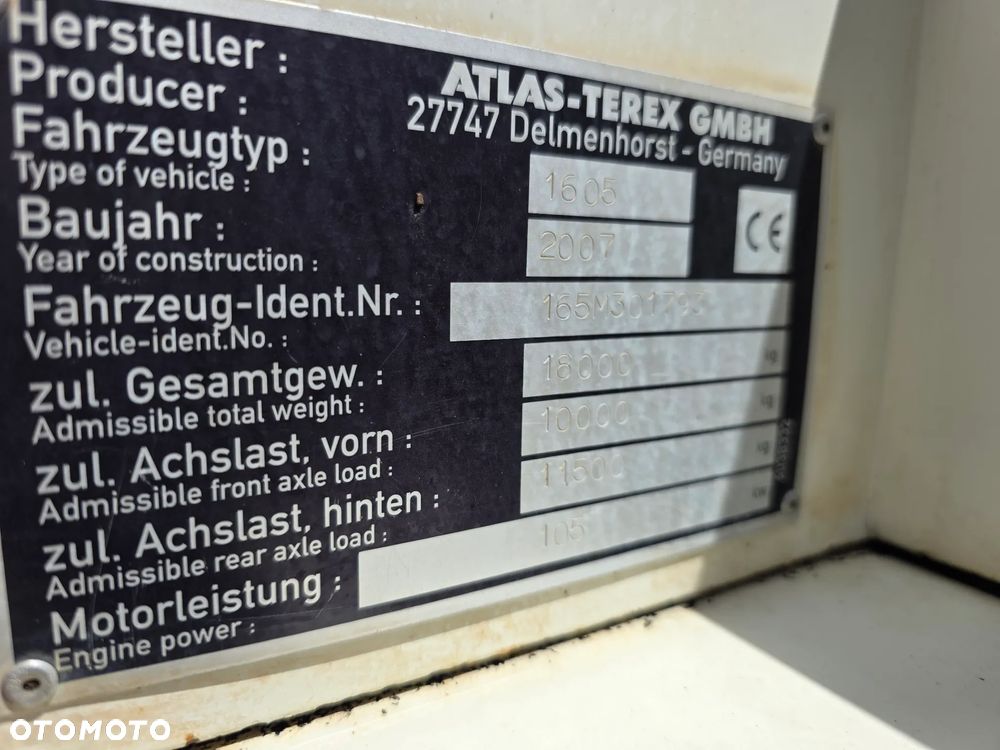 Hersteller :
Producer :
ATLAS-TEREX GMBH
27747 Delmenhorst - Germany
Fahrzeugtyp :
Type of vehicle :
1605
Baujahr :
Year of construction :
2007
CE
Fahrzeug-Ident.Nr. :
Vehicle-ident.No. :
165M301793
zul. Gesamtgew. :
Admissible total weight :
18000 kg
zul. Achslast, vorn :
Admissible front axle load :
10000 kg
zul. Achslast, hinten :
Admissible rear axle load :
11500 kg
Motorleistung :
Engine power :
105 kW
OTOMOTO